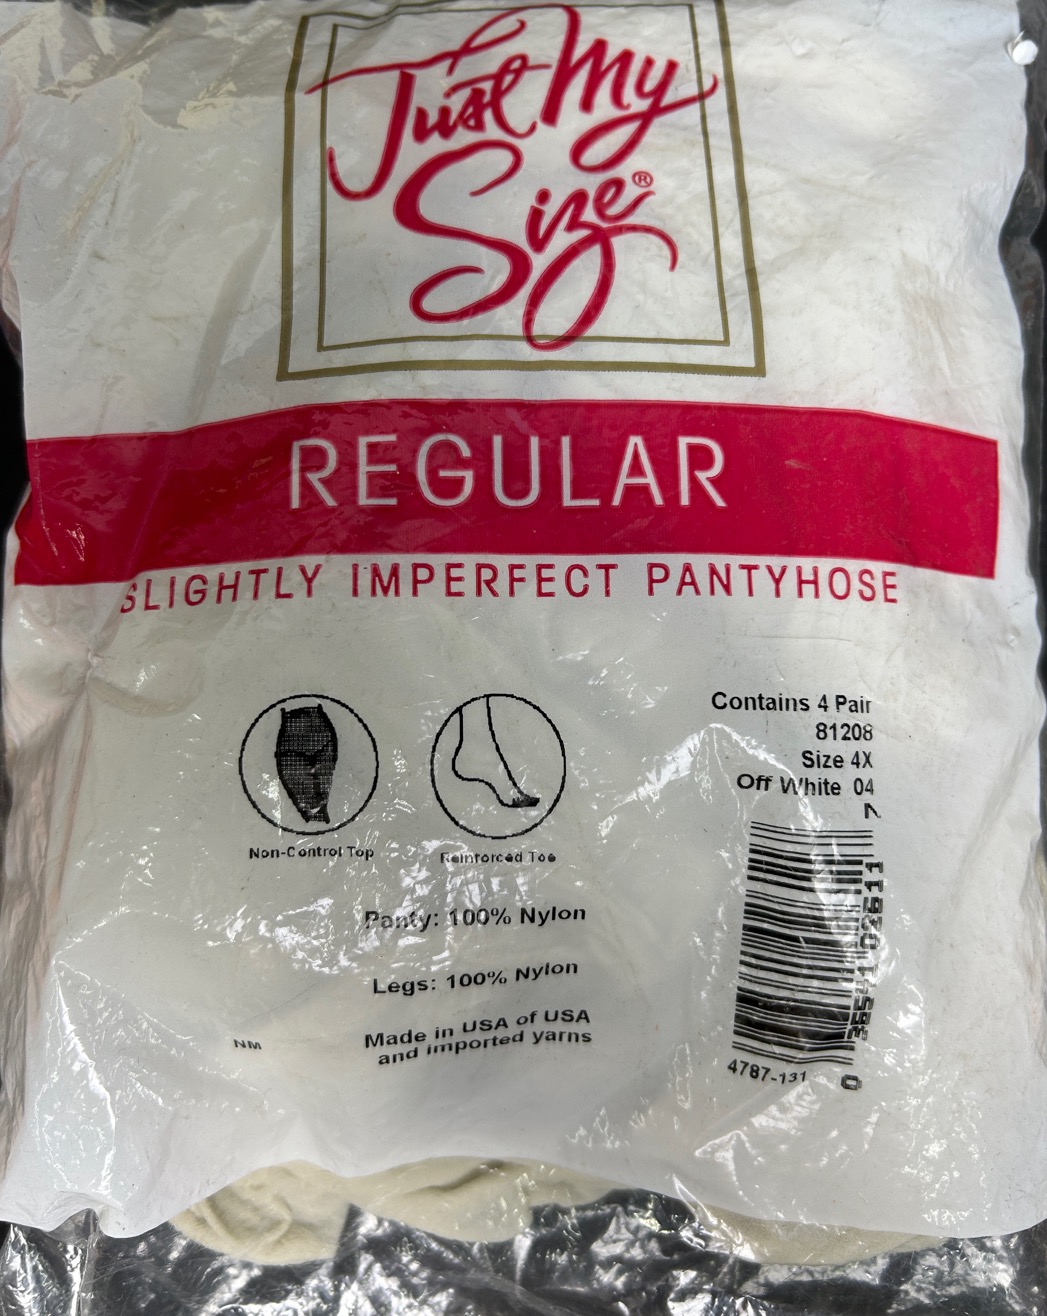 Just My
Size®
REGULAR
SLIGHTLY IMPERFECT PANTYHOSE
Contains 4 Pair
81208
Size 4X
Off White 04
Non-Control Top
Reinforced Toe
Panty: 100% Nylon
Legs: 100% Nylon
Made in USA of USA
and imported yarns
NM
4787-131
0
7